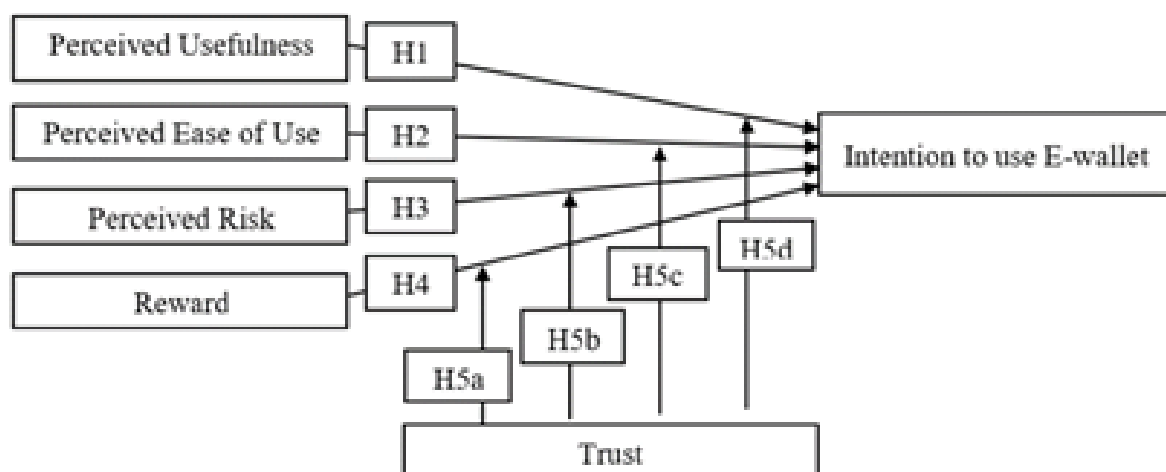 Perceived Usefulness
H1
Perceived Ease of Use
H2
Intention to use E-wallet
Perceived Risk
H3
Reward
H4
H5a
H5b
H5c
H5d
Trust